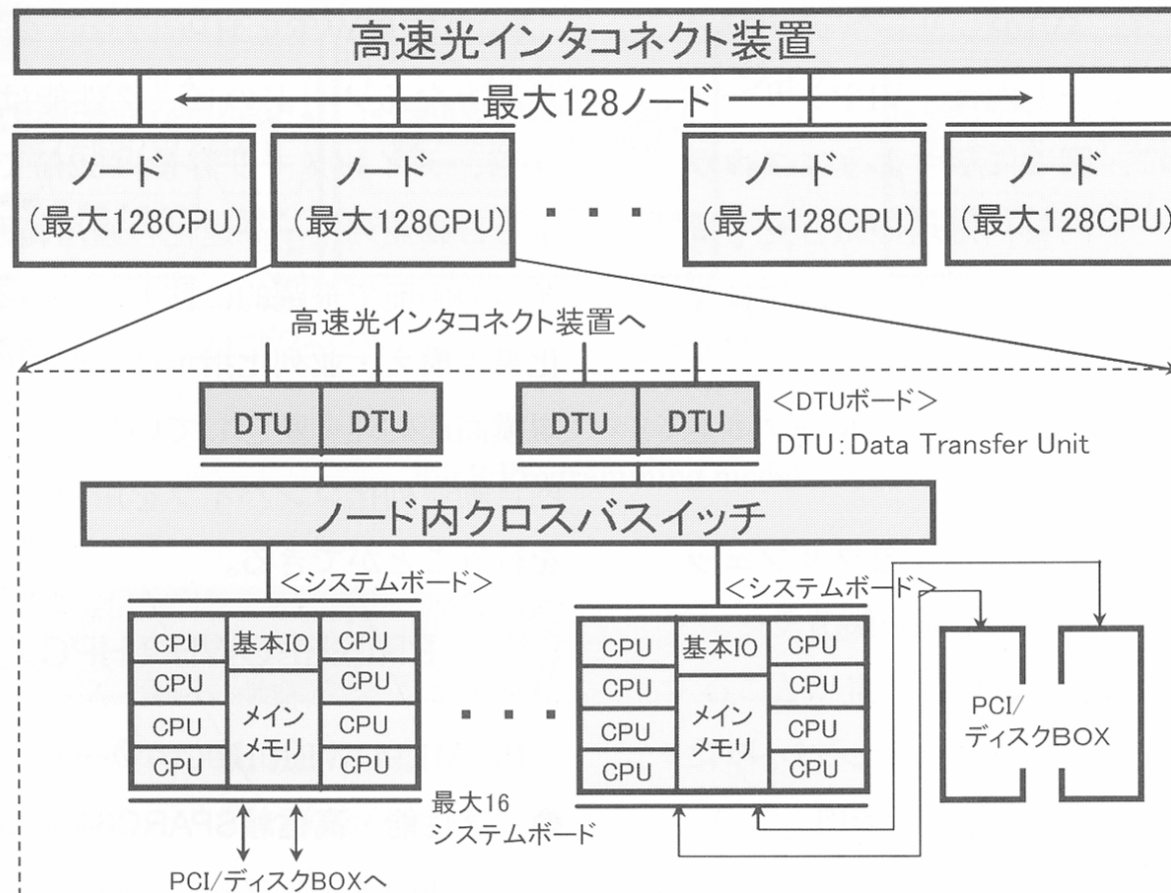 高速光インタコネクト装置
最大128ノード
ノード
(最大128CPU)
ノード
(最大128CPU)
ノード
(最大128CPU)
ノード
(最大128CPU)
高速光インタコネクト装置へ
DTU
DTU
DTU
DTU
<DTUボード>
DTU:Data Transfer Unit
ノード内クロスバスイッチ
<システムボード>
<システムボード>
CPU
基本IO
CPU
CPU
CPU
CPU
メイン
メモリ
CPU
CPU
CPU
CPU
基本IO
CPU
CPU
CPU
CPU
メイン
メモリ
CPU
CPU
CPU
PCI/
ディスクBOX
最大16
システムボード
PCI/ディスクBOXへ